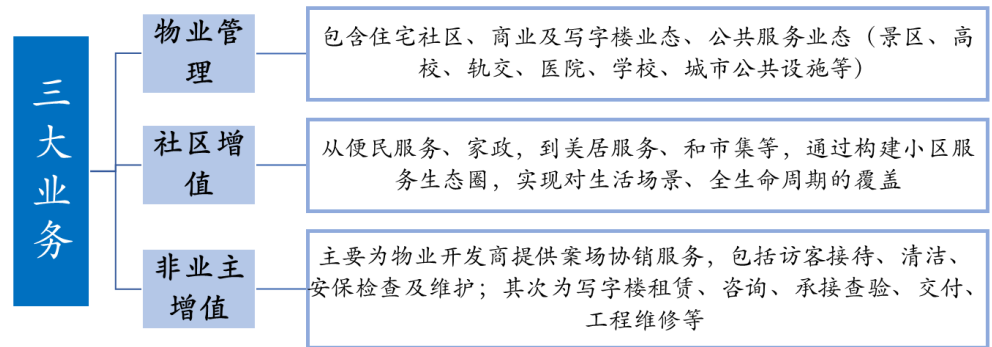 三大业务
物业管
理
包含住宅社区、商业及写字楼业态、公共服务业态（景区、高
校、轨交、医院、学校、城市公共设施等）
社区增
值
从便民服务、家政，到美居服务、和市集等，通过构建小区服
务生态圈，实现对生活场景、全生命周期的覆盖
非业主
增值
主要为物业开发商提供案场协销服务，包括访客接待、清洁、
安保检查及维护；其次为写字楼租赁、咨询、承接查验、交付、
工程维修等